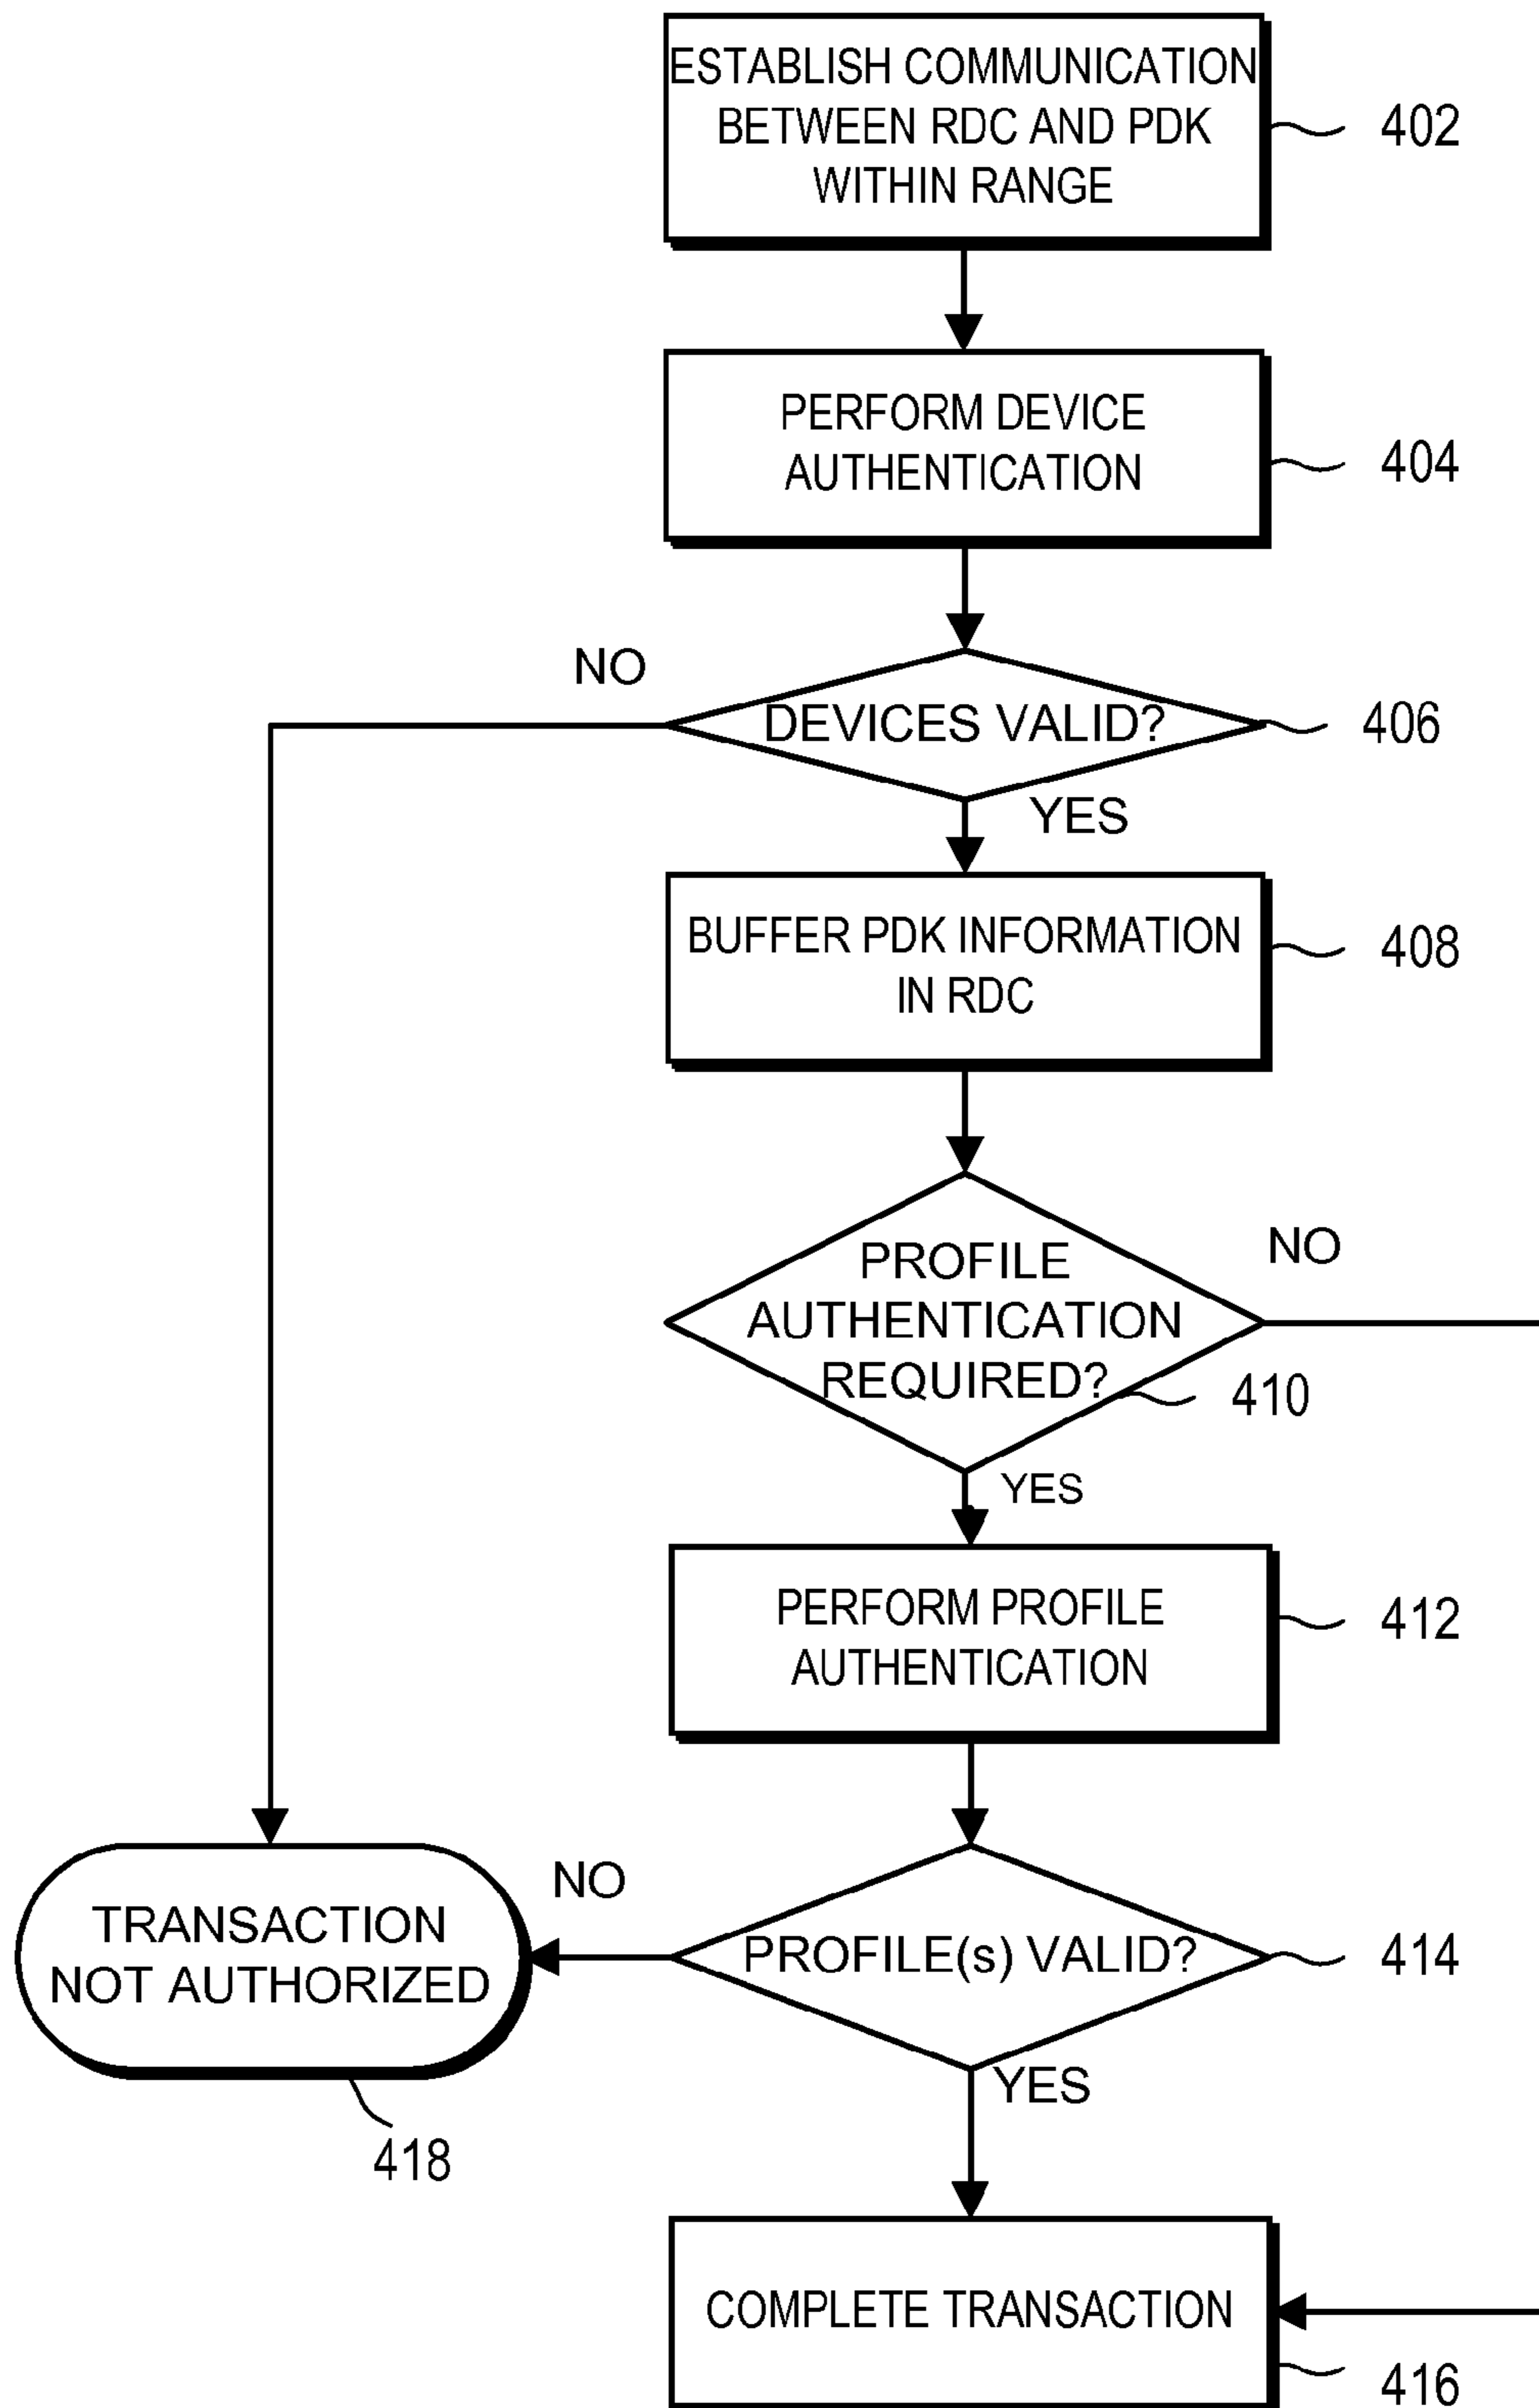 ESTABLISH COMMUNICATION
BETWEEN RDC AND PDK
WITHIN RANGE
402
PERFORM DEVICE
AUTHENTICATION
404
NO
DEVICES VALID?
406
YES
BUFFER PDK INFORMATION
IN RDC
408
PROFILE
AUTHENTICATION
REQUIRED?
NO
410
YES
PERFORM PROFILE
AUTHENTICATION
412
NO
PROFILE(s) VALID?
414
TRANSACTION
NOT AUTHORIZED
418
YES
COMPLETE TRANSACTION
416